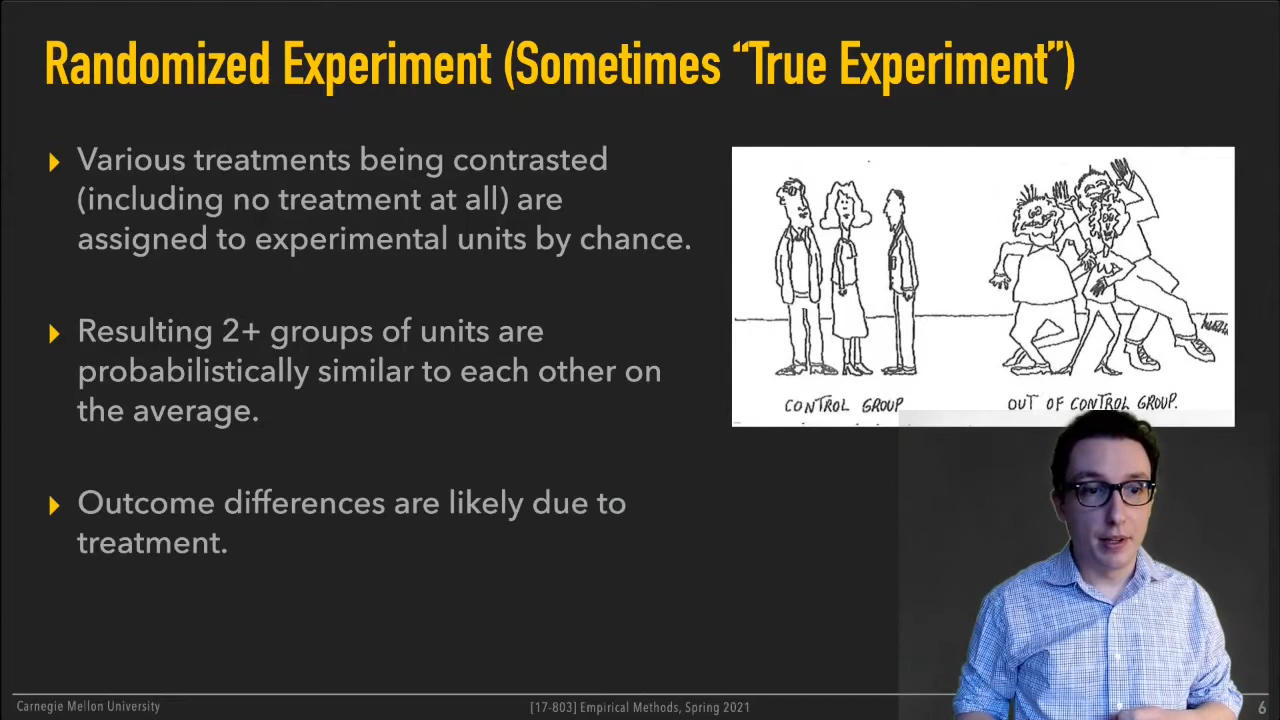 Randomized Experiment (Sometimes “True Experiment”)
Various treatments being contrasted
(including no treatment at all) are
assigned to experimental units by chance.
Resulting 2+ groups of units are
probabilistically similar to each other on
the average.
Outcome differences are likely due to
treatment.
CONTROL GROUP
OUT OF CONTROL GROUP.
Carnegie Mellon University
[17-803] Empirical Methods, Spring 2021
6